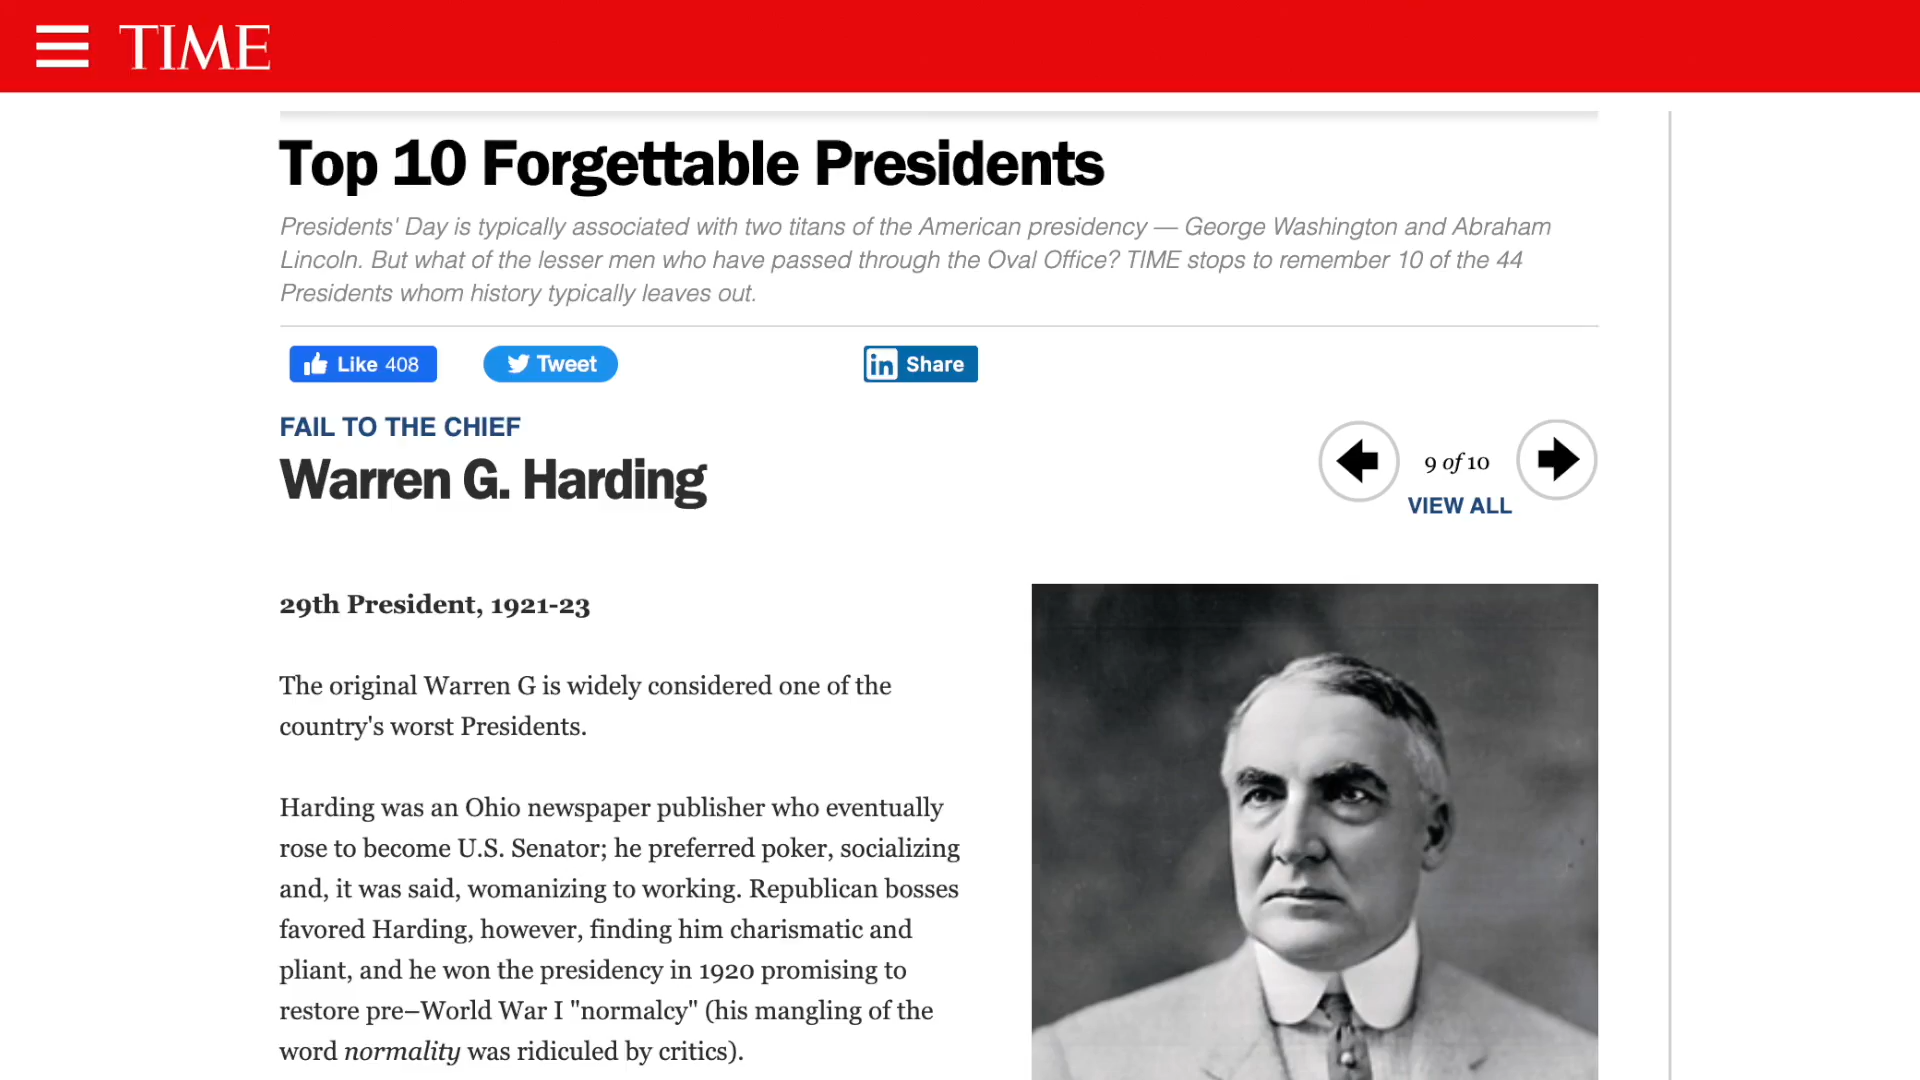 TIME
Top 10 Forgettable Presidents
Presidents' Day is typically associated with two titans of the American presidency — George Washington and Abraham
Lincoln. But what of the lesser men who have passed through the Oval Office? TIME stops to remember 10 of the 44
Presidents whom history typically leaves out.
Like 408
Tweet
in Share
FAIL TO THE CHIEF
Warren G. Harding
9 of 10
VIEW ALL
29th President, 1921-23
The original Warren G is widely considered one of the
country's worst Presidents.
Harding was an Ohio newspaper publisher who eventually
rose to become U.S. Senator; he preferred poker, socializing
and, it was said, womanizing to working. Republican bosses
favored Harding, however, finding him charismatic and
pliant, and he won the presidency in 1920 promising to
restore pre–World War I "normalcy" (his mangling of the
word normality was ridiculed by critics).